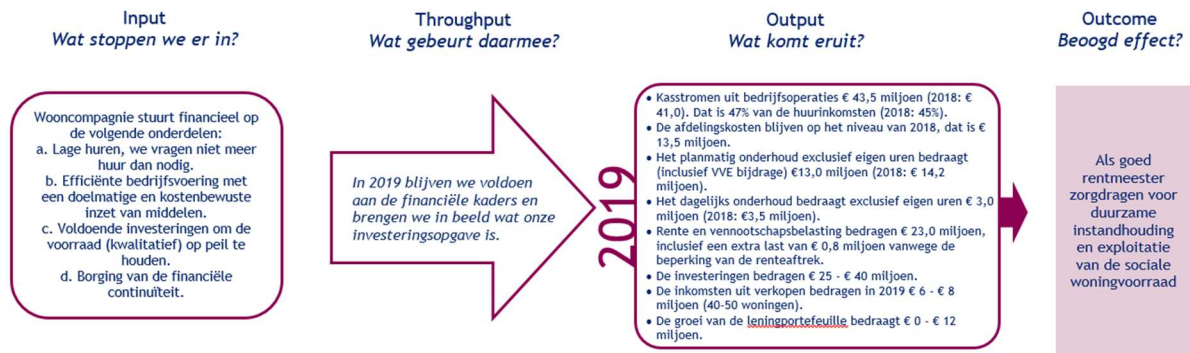 Input
Wat stoppen we er in?
Wooncompagnie stuurt financieel op
de volgende onderdelen:
a. Lage huren, we vragen niet meer
huur dan nodig.
b. Efficiënte bedrijfsvoering met
een doelmatige en kostenbewuste
inzet van middelen.
c. Voldoende investeringen om de
voorraad (kwalitatief) op peil te
houden.
d. Borging van de financiële
continuïteit.
Throughput
Wat gebeurt daarmee?
In 2019 blijven we voldoen
aan de financiële kaders en
brengen we in beeld wat onze
investeringsopgave is.
2019
Output
Wat komt eruit?
• Kasstromen uit bedrijfsoperaties € 43,5 miljoen (2018: €
41,0). Dat is 47% van de huurinkomsten (2018: 45%).
• De afdelingskosten blijven op het niveau van 2018, dat is €
13,5 miljoen.
• Het planmatig onderhoud exclusief eigen uren bedraagt
(inclusief VVE bijdrage) €13,0 miljoen (2018: € 14,2
miljoen).
• Het dagelijks onderhoud bedraagt exclusief eigen uren € 3,0
miljoen (2018: €3,5 miljoen).
• Rente en vennootschapsbelasting bedragen € 23,0 miljoen,
inclusief een extra last van € 0,8 miljoen vanwege de
beperking van de renteaftrek.
• De investeringen bedragen € 25 - € 40 miljoen.
• De inkomsten uit verkopen bedragen in 2019 € 6 - € 8
miljoen (40-50 woningen).
• De groei van de leningportefeuille bedraagt € 0 - € 12
miljoen.
Outcome
Beoogd effect?
Als goed
rentmeester
zorgdragen voor
duurzame
instandhouding
en exploitatie
van de sociale
woningvoorraad